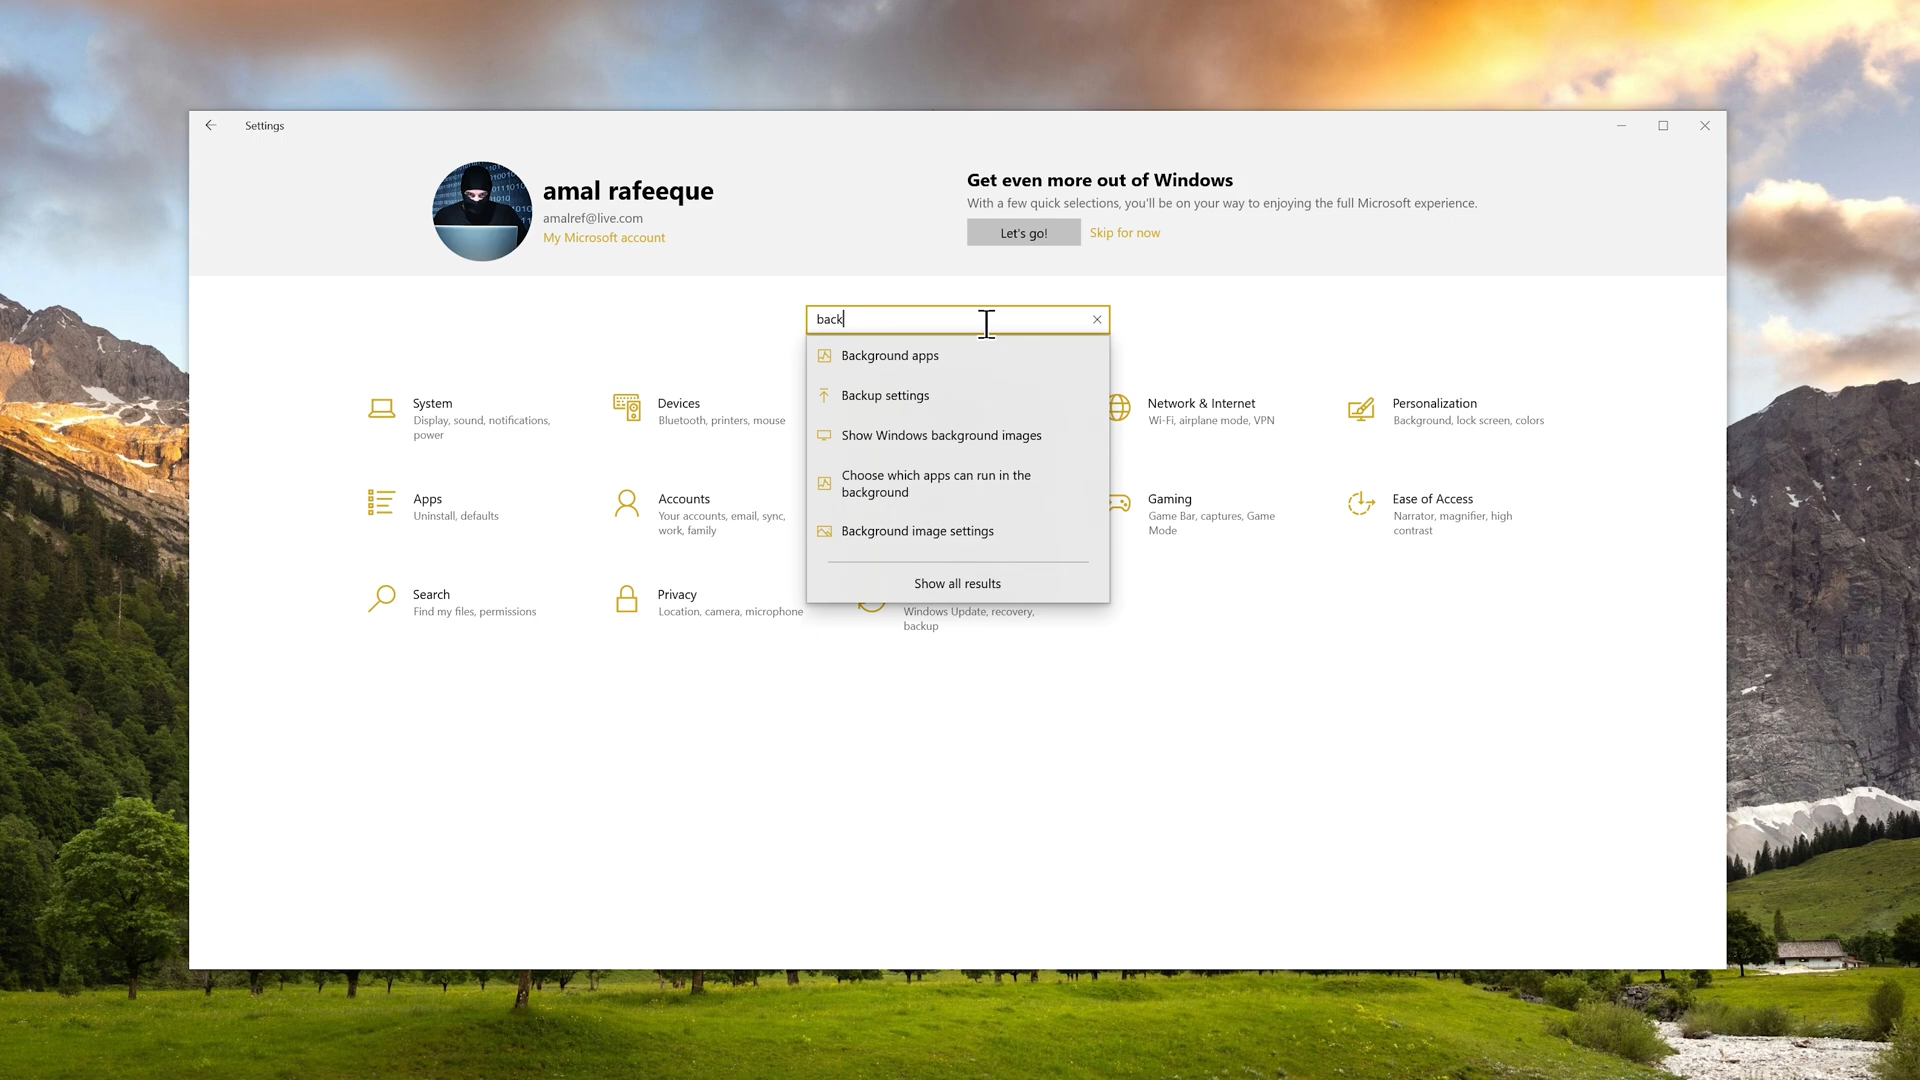 Settings
amal rafeeque
amalref@live.com
My Microsoft account
Get even more out of Windows
With a few quick selections, you'll be on your way to enjoying the full Microsoft experience.
Let's go!
Skip for now
back
Background apps
Backup settings
Show Windows background images
Choose which apps can run in the
background
Background image settings
Show all results
System
Display, sound, notifications,
power
Devices
Bluetooth, printers, mouse
Network & Internet
Wi-Fi, airplane mode, VPN
Personalization
Background, lock screen, colors
Apps
Uninstall, defaults
Accounts
Your accounts, email, sync,
work, family
Gaming
Game Bar, captures, Game
Mode
Ease of Access
Narrator, magnifier, high
contrast
Search
Find my files, permissions
Privacy
Location, camera, microphone
Windows Update, recovery,
backup